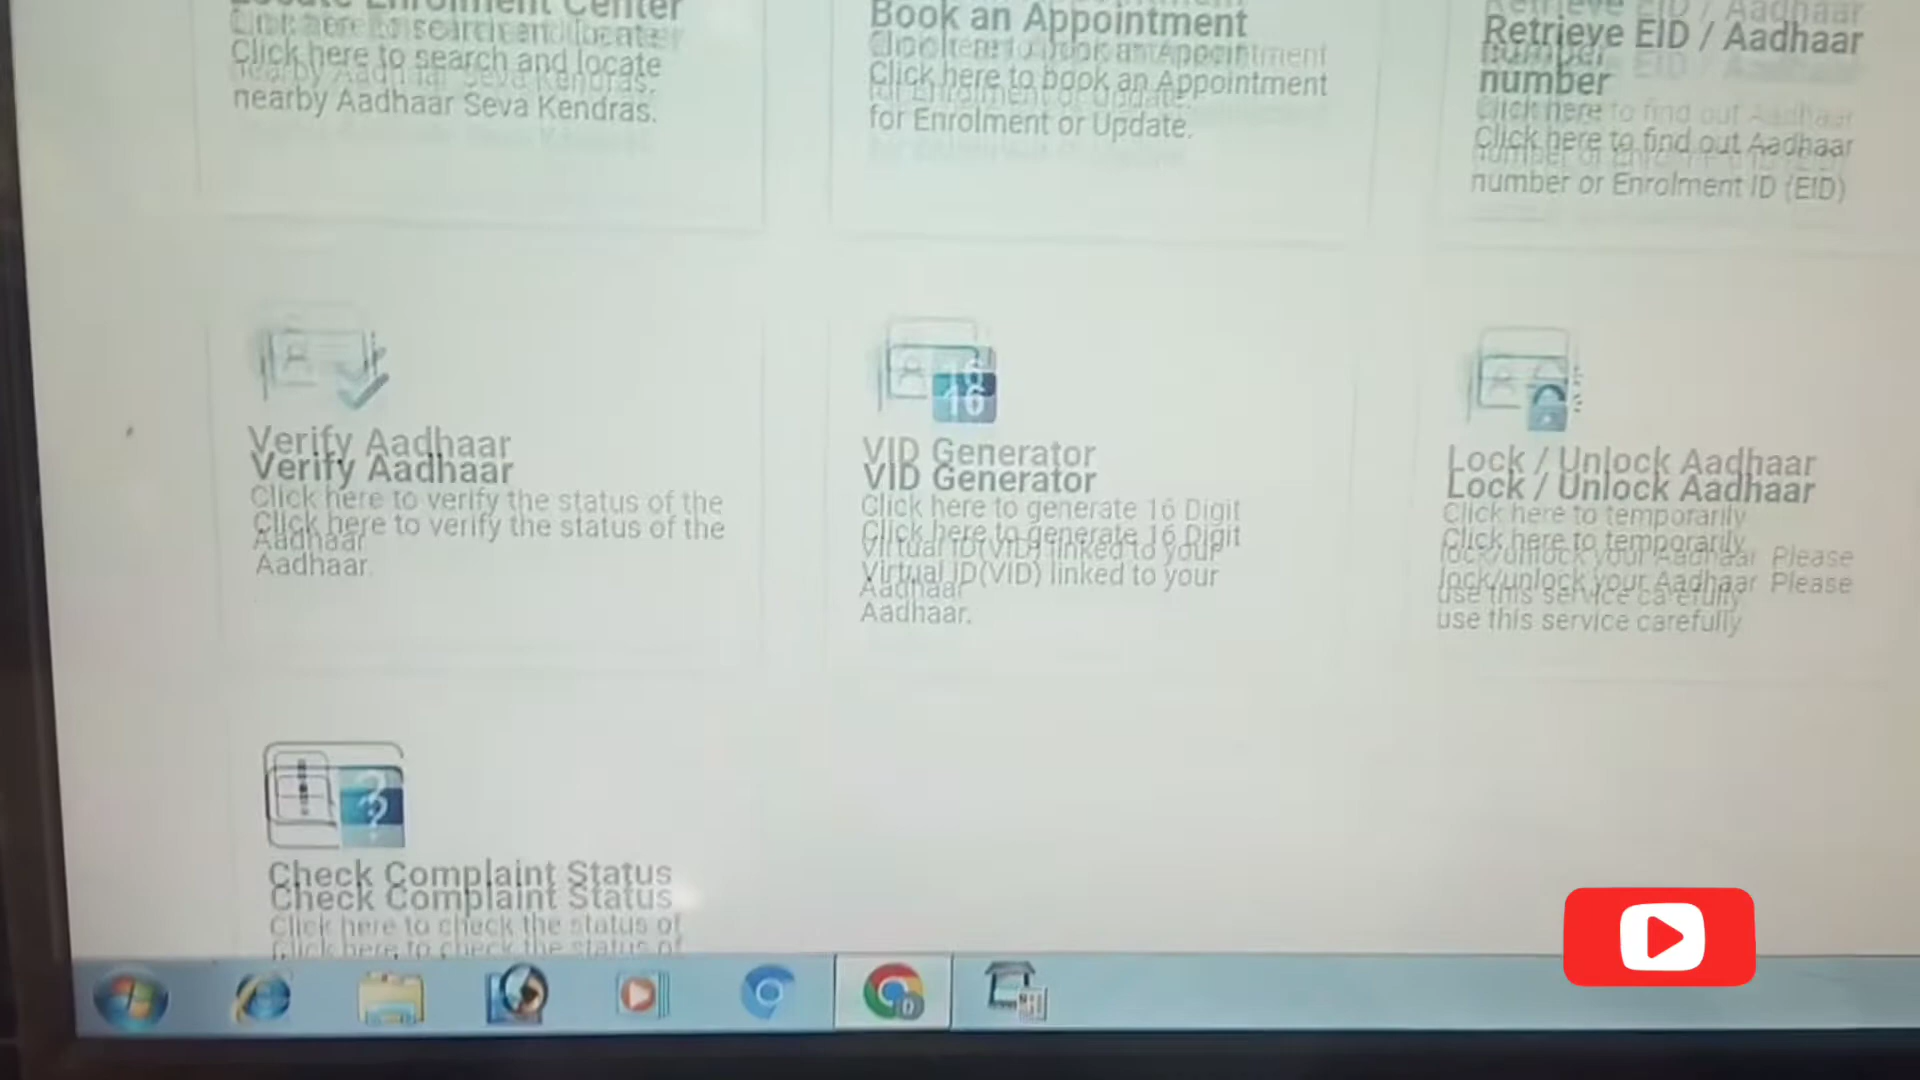 Locate Enrolment Center
Click here to search and locate
nearby Aadhaar Seva Kendras.
Book an Appointment
Click here to book an Appointment
for Enrolment or Update.
Retrieve EID / Aadhaar
number
Click here to find out Aadhaar
number or Enrolment ID (EID)
Verify Aadhaar
Click here to verify the status of the
Aadhaar.
16
VID Generator
Click here to generate 16 Digit
Virtual ID(VID) linked to your
Aadhaar.
Lock / Unlock Aadhaar
Click here to temporarily
lock/unlock your Aadhaar Please
use this service carefully
?
Check Complaint Status
Click here to check the status of